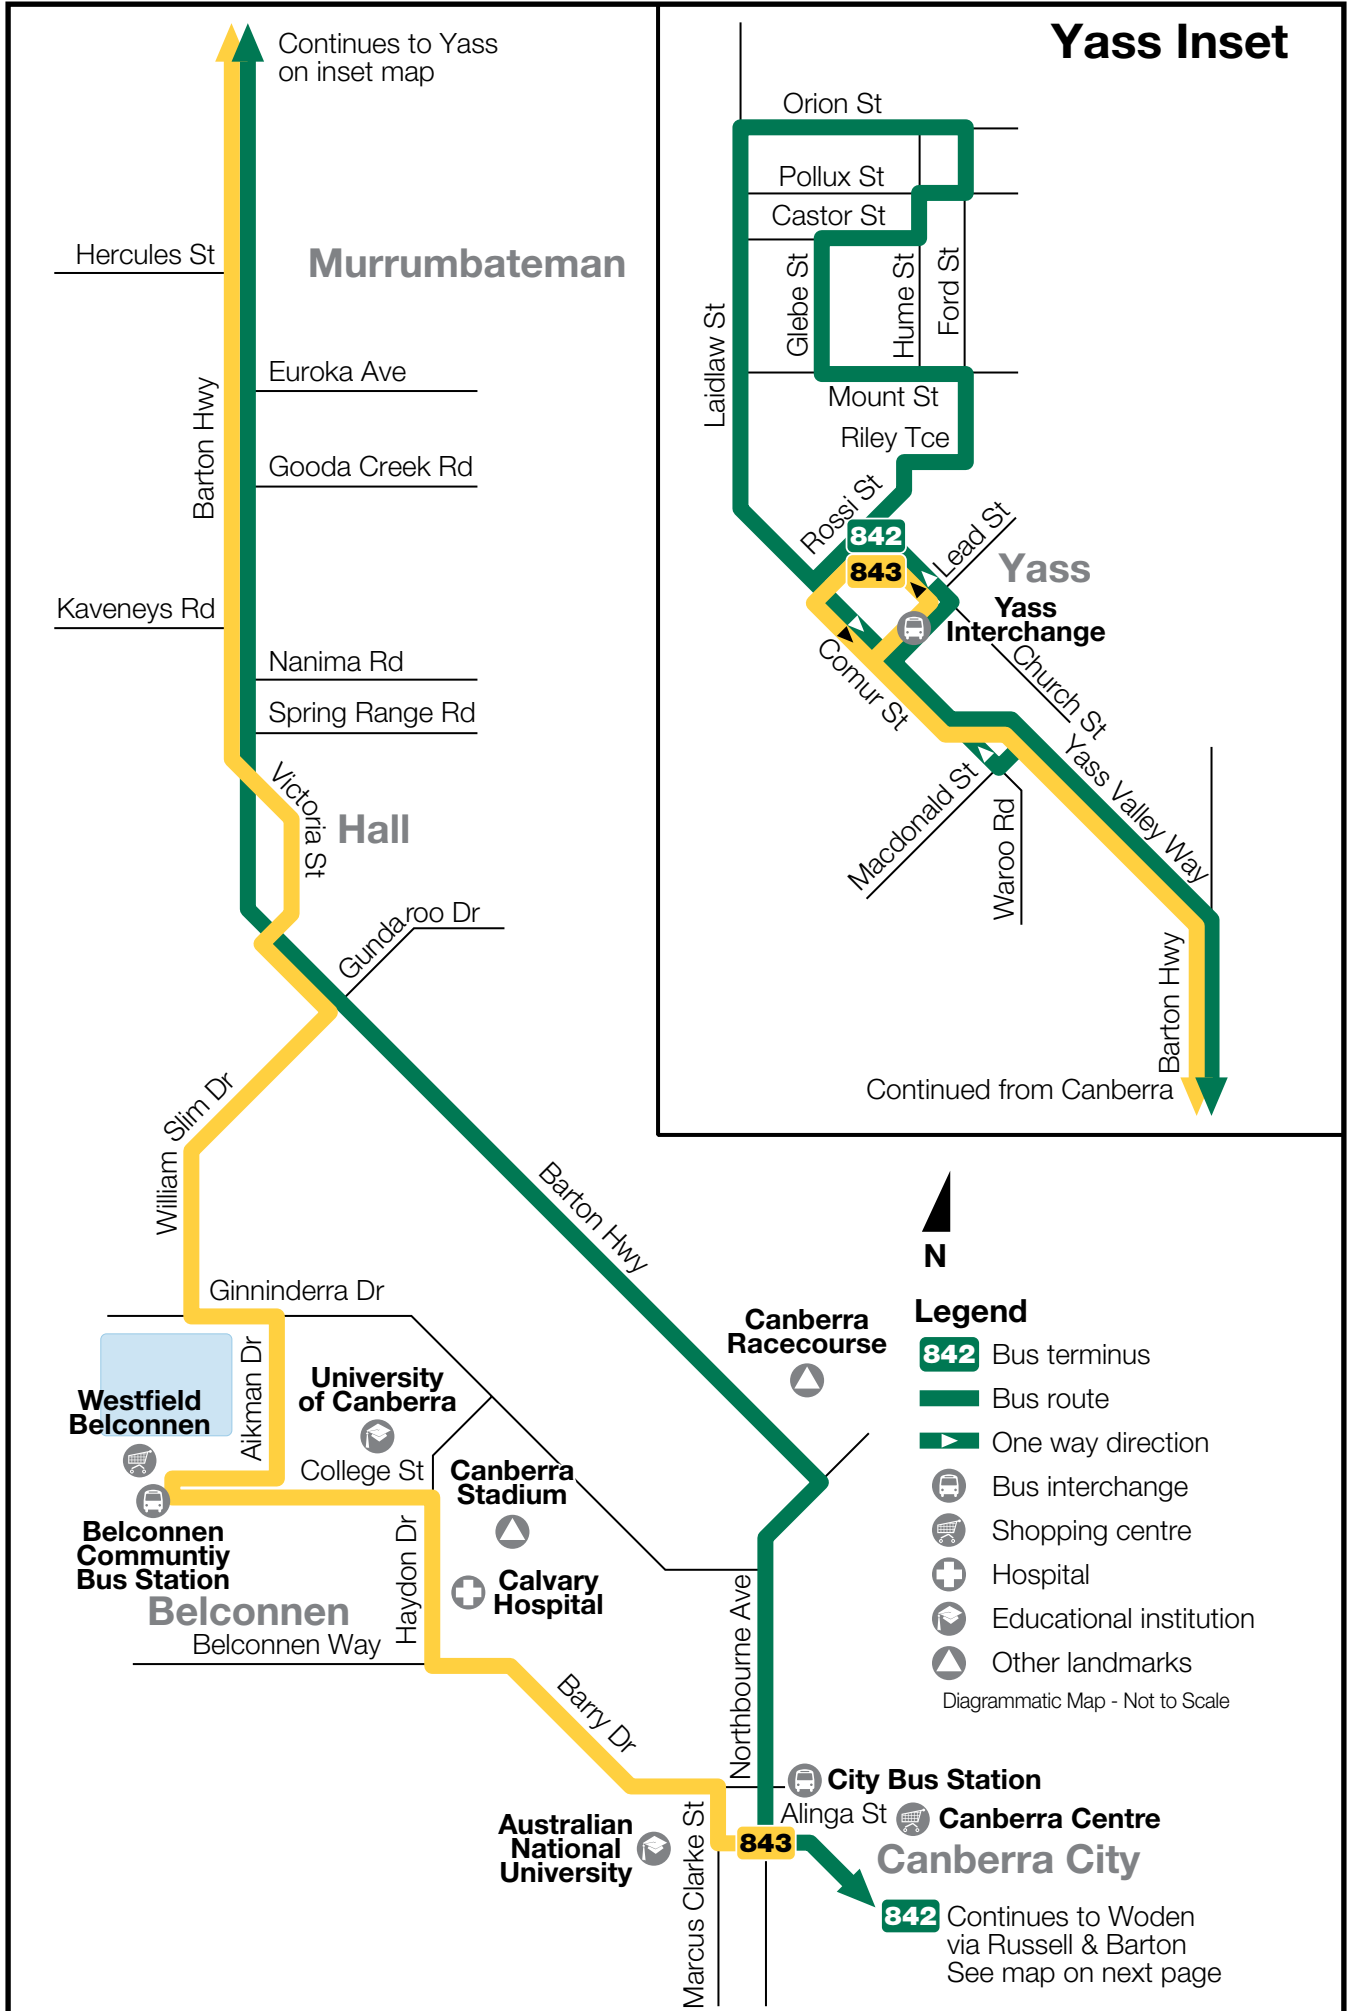 Continues to Yass
on inset map
Hercules St
Murrumbateman
Euroka Ave
Barton Hwy
Gooda Creek Rd
Kaveneys Rd
Nanima Rd
Spring Range Rd
Victoria St
Hall
Gundaroo Dr
William Slim Dr
Barton Hwy
Ginninderra Dr
Aikman Dr
Westfield
Belconnen
University
of Canberra
College St
Canberra
Stadium
Belconnen
Communtiy
Bus Station
Belconnen
Haydon Dr
Calvary
Hospital
Belconnen Way
Barry Dr
Northbourne Ave
Canberra
Racecourse
City Bus Station
Alinga St
Canberra Centre
Australian
National
University
Marcus Clarke St
843
Canberra City
842
Continues to Woden
via Russell & Barton
See map on next page
Yass Inset
Orion St
Pollux St
Castor St
Glebe St
Hume St
Ford St
Laidlaw St
Mount St
Riley Tce
Rossi St
842
843
Lead St
Yass
Yass
Interchange
Comur St
Church St
Yass Valley Way
Macdonald St
Waroo Rd
Barton Hwy
Continued from Canberra
N
Legend
842 Bus terminus
Bus route
One way direction
Bus interchange
Shopping centre
Hospital
Educational institution
Other landmarks
Diagrammatic Map - Not to Scale